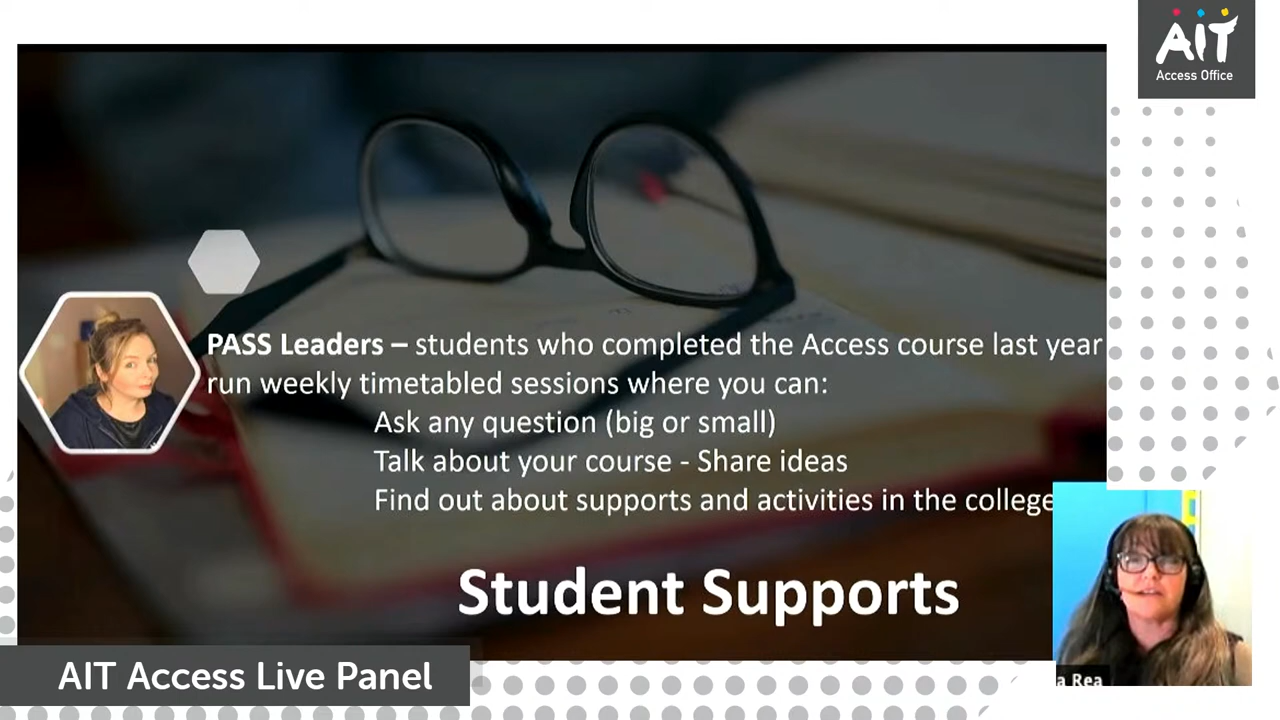 AIT
Access Office
PASS Leaders – students who completed the Access course last year
run weekly timetabled sessions where you can:
Ask any question (big or small)
Talk about your course - Share ideas
Find out about supports and activities in the college
Student Supports
a Rea
AIT Access Live Panel